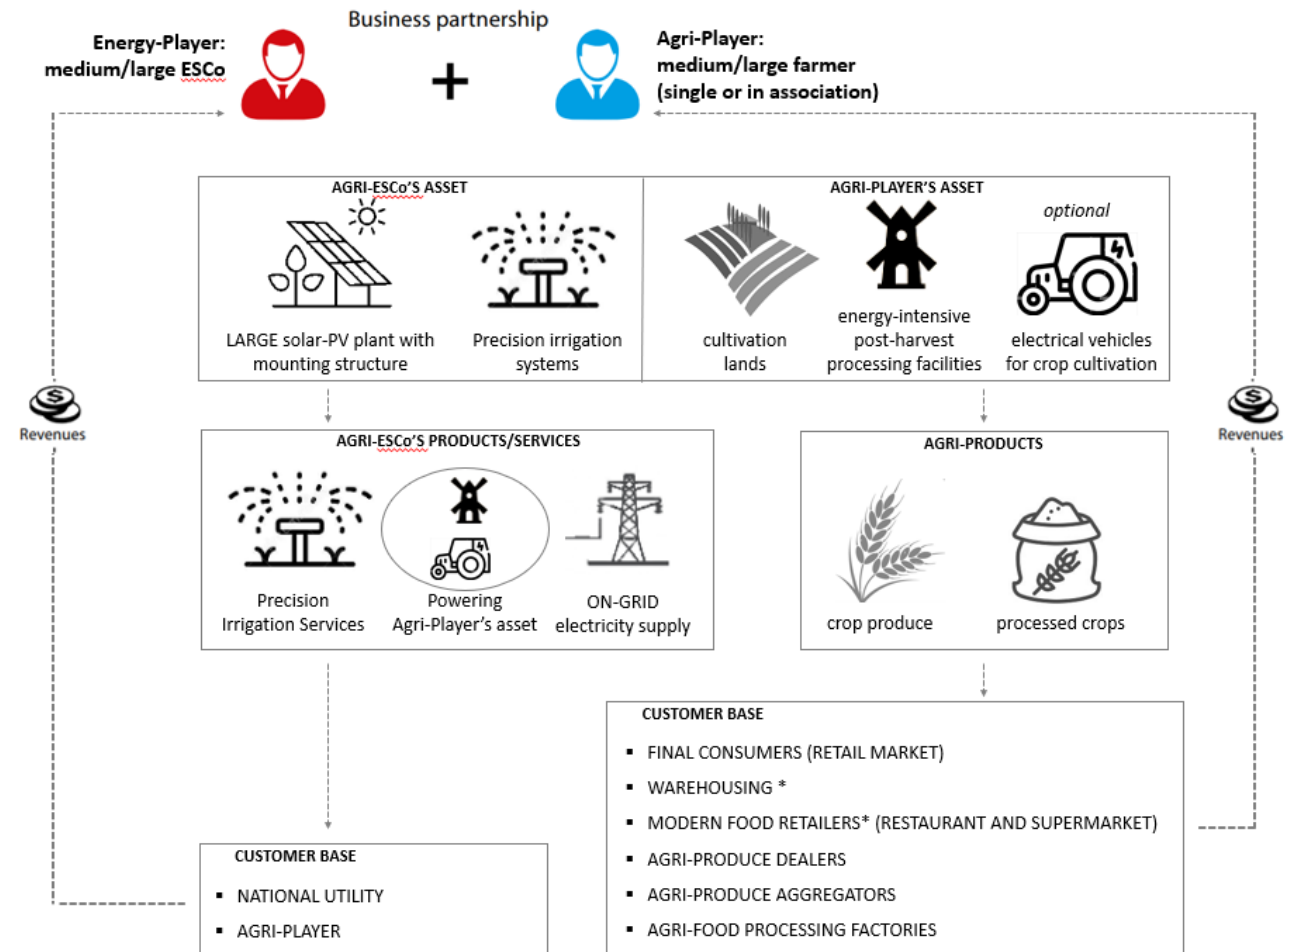 Business partnership
Energy-Player:
medium/large ESCo
+
Agri-Player:
medium/large farmer
(single or in association)
AGRI-ESCo'S ASSET
AGRI-PLAYER'S ASSET
optional
LARGE solar-PV plant with
mounting structure
Precision irrigation
systems
cultivation
lands
energy-intensive
post-harvest
processing facilities
electrical vehicles
for crop cultivation
$
Revenues
$
Revenues
AGRI-ESCo'S PRODUCTS/SERVICES
Precision
Irrigation Services
Powering
Agri-Player's asset
ON-GRID
electricity supply
AGRI-PRODUCTS
crop produce
processed crops
CUSTOMER BASE
▪ FINAL CONSUMERS (RETAIL MARKET)
▪ WAREHOUSING *
▪ MODERN FOOD RETAILERS* (RESTAURANT AND SUPERMARKET)
▪ AGRI-PRODUCE DEALERS
▪ AGRI-PRODUCE AGGREGATORS
▪ AGRI-FOOD PROCESSING FACTORIES
CUSTOMER BASE
▪ NATIONAL UTILITY
▪ AGRI-PLAYER